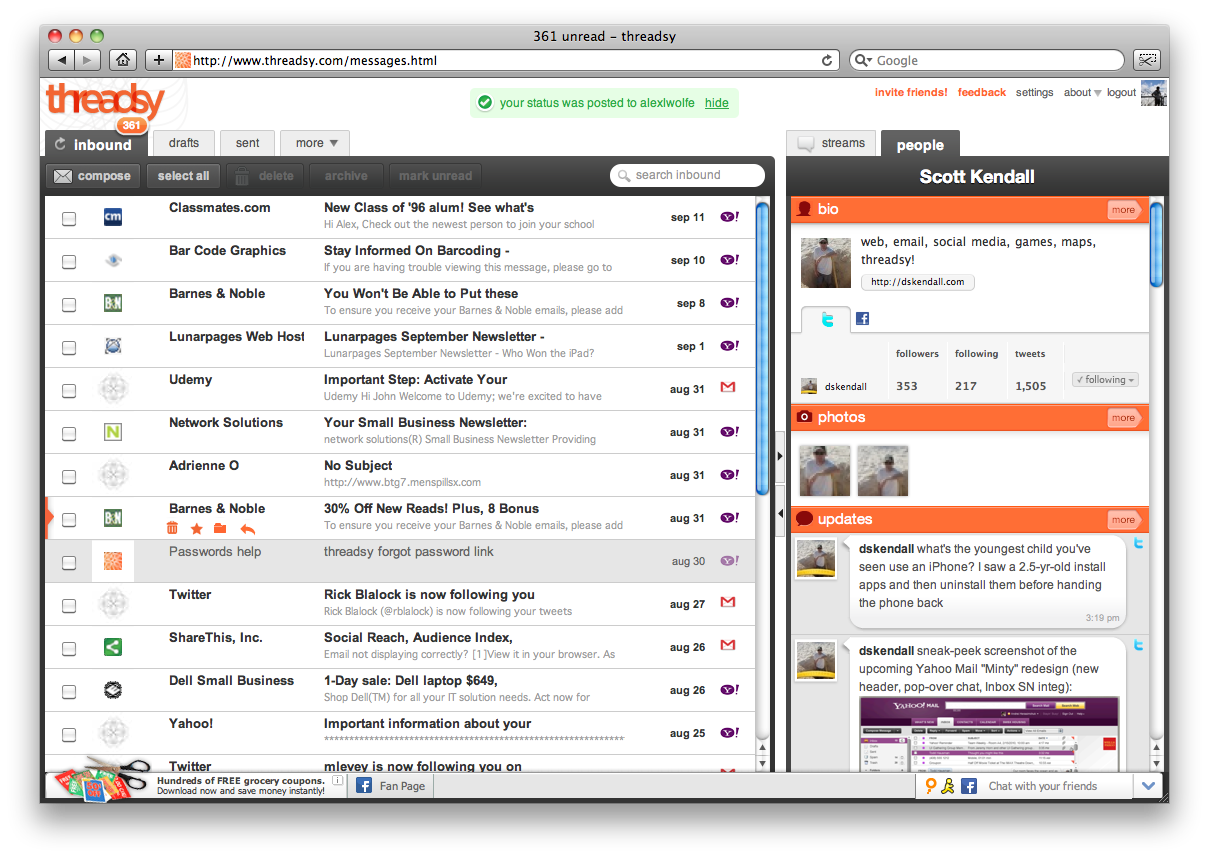 361 unread – threadsy
http://www.threadsy.com/messages.html
Google
threadsy
361
your status was posted to alexlwolfe hide
invite friends! feedback settings about logout
inbound drafts sent more
streams people
compose select all delete archive mark unread search inbound
Classmates.com New Class of '96 alum! See what's sep 11
Hi Alex, Check out the newest person to join your school
Bar Code Graphics Stay Informed On Barcoding - sep 10
If you are having trouble viewing this message, please go to
Barnes & Noble You Won't Be Able to Put these sep 8
To ensure you receive your Barnes & Noble emails, please add
Lunarpages Web Host Lunarpages September Newsletter - sep 1
Lunarpages September Newsletter - Who Won the iPad?
Udemy Important Step: Activate Your aug 31
Udemy Hi John Welcome to Udemy; we're excited to have
Network Solutions Your Small Business Newsletter: aug 31
network solutions(R) Small Business Newsletter Providing
Adrienne O No Subject aug 31
http://www.btg7.menspillsx.com
Barnes & Noble 30% Off New Reads! Plus, 8 Bonus aug 31
To ensure you receive your Barnes & Noble emails, please add
Passwords help threadsy forgot password link aug 30
Twitter Rick Blalock is now following you aug 27
Rick Blalock (@rblalock) is now following your tweets
ShareThis, Inc. Social Reach, Audience Index, aug 26
Email not displaying correctly? [1]View it in your browser. As
Dell Small Business 1-Day sale: Dell laptop $649, aug 26
Shop Dell(TM) for all your IT solution needs. Act now for
Yahoo! Important information about your aug 25
Twitter mikevy is now following you on
Scott Kendall
bio more
web, email, social media, games, maps,
threadsy!
http://dskendall.com
followers following tweets
dskendall 353 217 1,505 ✓ following
photos more
updates more
dskendall what's the youngest child you've
seen use an iPhone? I saw a 2.5-yr-old install
apps and then uninstall them before handing
the phone back
3:19 pm
dskendall sneak-peek screenshot of the
upcoming Yahoo Mail "Minty" redesign (new
header, pop-over chat, Inbox SN integ):
YAHOO! MAIL
Hundreds of FREE grocery coupons.
Download now and save money instantly!
Fan Page
Chat with your friends